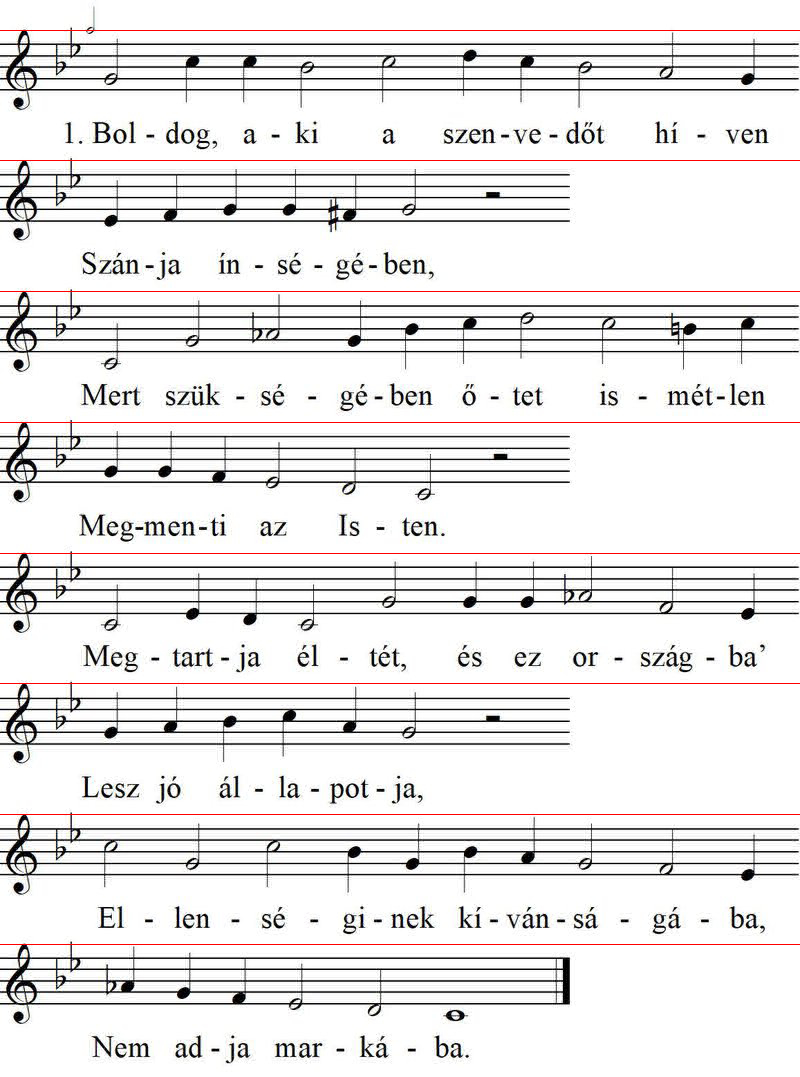 1. Bol - dog, a - ki a szen - ve - dőt hí - ven
Szán - ja ín - sé - gé - ben,
Mert szük - sé - gé - ben ő - tet is - mét - len
Meg - men - ti az Is - ten.
Meg - tart - ja él - tét, és ez or - szág - ba’
Lesz jó ál - la - pot - ja,
El - len - sé - gi - nek kí - ván - sá - gá - ba,
Nem ad - ja mar - ká - ba.